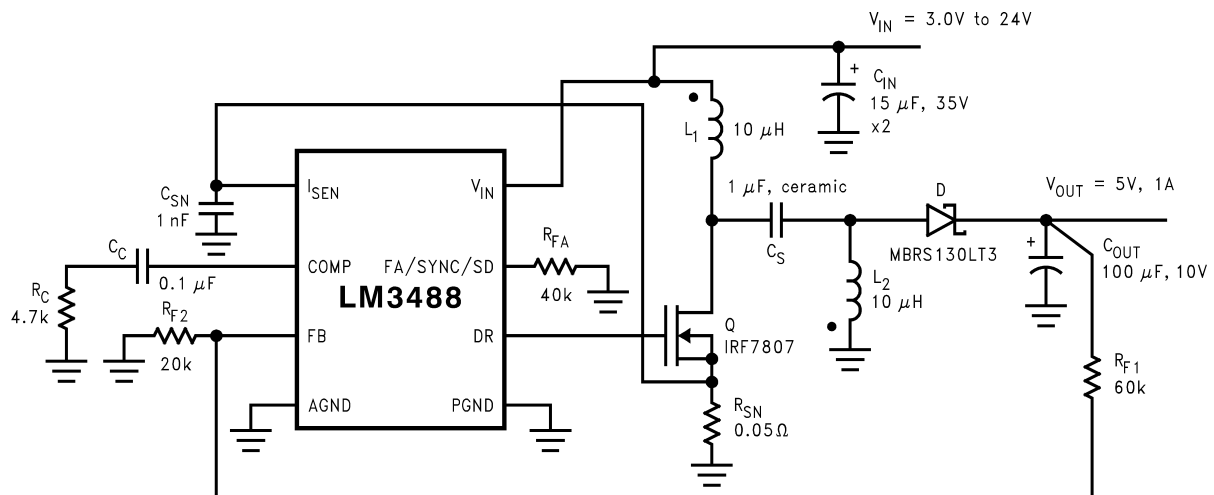 V_IN = 3.0V to 24V
+
C_IN
15 μF, 35V
x2
L_1
10 μH
I_SEN
V_IN
C_SN
1 nF
1 μF, ceramic
C_S
D
MBRS130LT3
V_OUT = 5V, 1A
+
C_OUT
100 μF, 10V
C_C
0.1 μF
COMP
FA/SYNC/SD
R_FA
40k
LM3488
L_2
10 μH
R_C
4.7k
R_F2
20k
FB
DR
Q
IRF7807
R_F1
60k
AGND
PGND
R_SN
0.05Ω